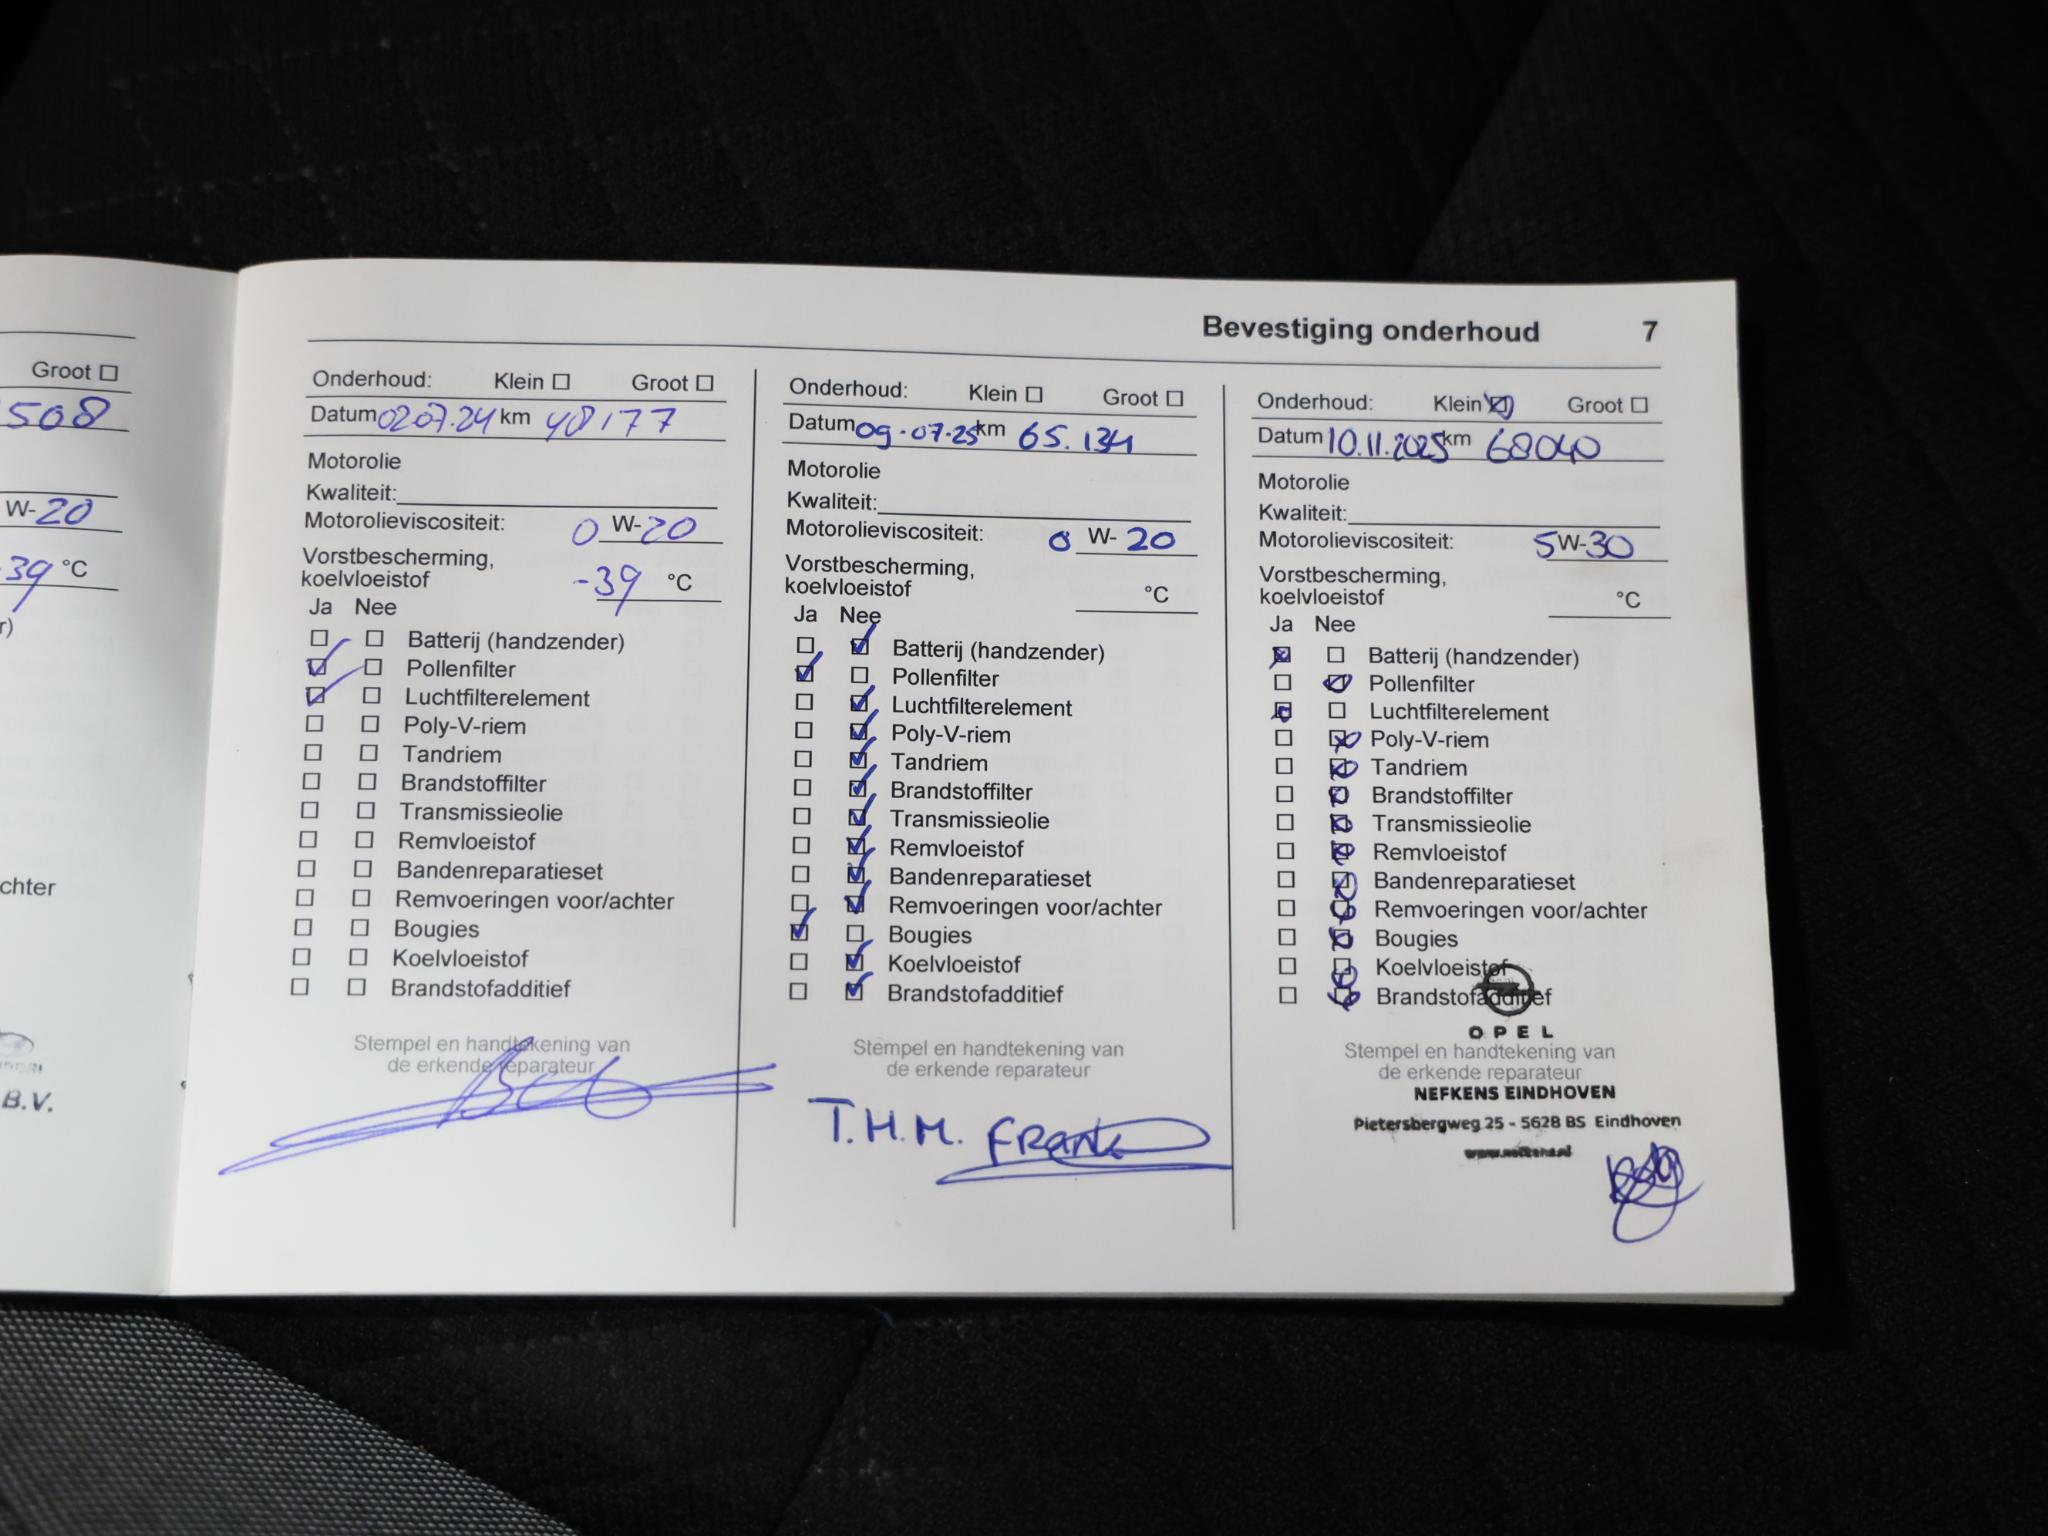 Groot ☐
508
W-20
-39 °C
r)
chter
B.V.
Bevestiging onderhoud 7
Onderhoud: Klein ☐ Groot ☐
Datum 02.07.24 km 48177
Motorolie
Kwaliteit:
Motorolieviscositeit: 0 W-20
Vorstbescherming,
koelvloeistof -39 °C
Ja Nee
Batterij (handzender)
Pollenfilter
Luchtfilterelement
Poly-V-riem
Tandriem
Brandstoffilter
Transmissieolie
Remvloeistof
Bandenreparatieset
Remvoeringen voor/achter
Bougies
Koelvloeistof
Brandstofadditief
Stempel en handtekening van
de erkende reparateur
Onderhoud: Klein ☐ Groot ☐
Datum 09.07.25 km 65.134
Motorolie
Kwaliteit:
Motorolieviscositeit: 0 W-20
Vorstbescherming,
koelvloeistof °C
Ja Nee
Batterij (handzender)
Pollenfilter
Luchtfilterelement
Poly-V-riem
Tandriem
Brandstoffilter
Transmissieolie
Remvloeistof
Bandenreparatieset
Remvoeringen voor/achter
Bougies
Koelvloeistof
Brandstofadditief
Stempel en handtekening van
de erkende reparateur
T.H.M. FRANK
Onderhoud: Klein ☒ Groot ☐
Datum 10.11.2025 km 68040
Motorolie
Kwaliteit:
Motorolieviscositeit: 5W-30
Vorstbescherming,
koelvloeistof °C
Ja Nee
Batterij (handzender)
Pollenfilter
Luchtfilterelement
Poly-V-riem
Tandriem
Brandstoffilter
Transmissieolie
Remvloeistof
Bandenreparatieset
Remvoeringen voor/achter
Bougies
Koelvloeistof
Brandstofadditief
OPEL
Stempel en handtekening van
de erkende reparateur
NEFKENS EINDHOVEN
Pietersbergweg 25 - 5628 BS Eindhoven